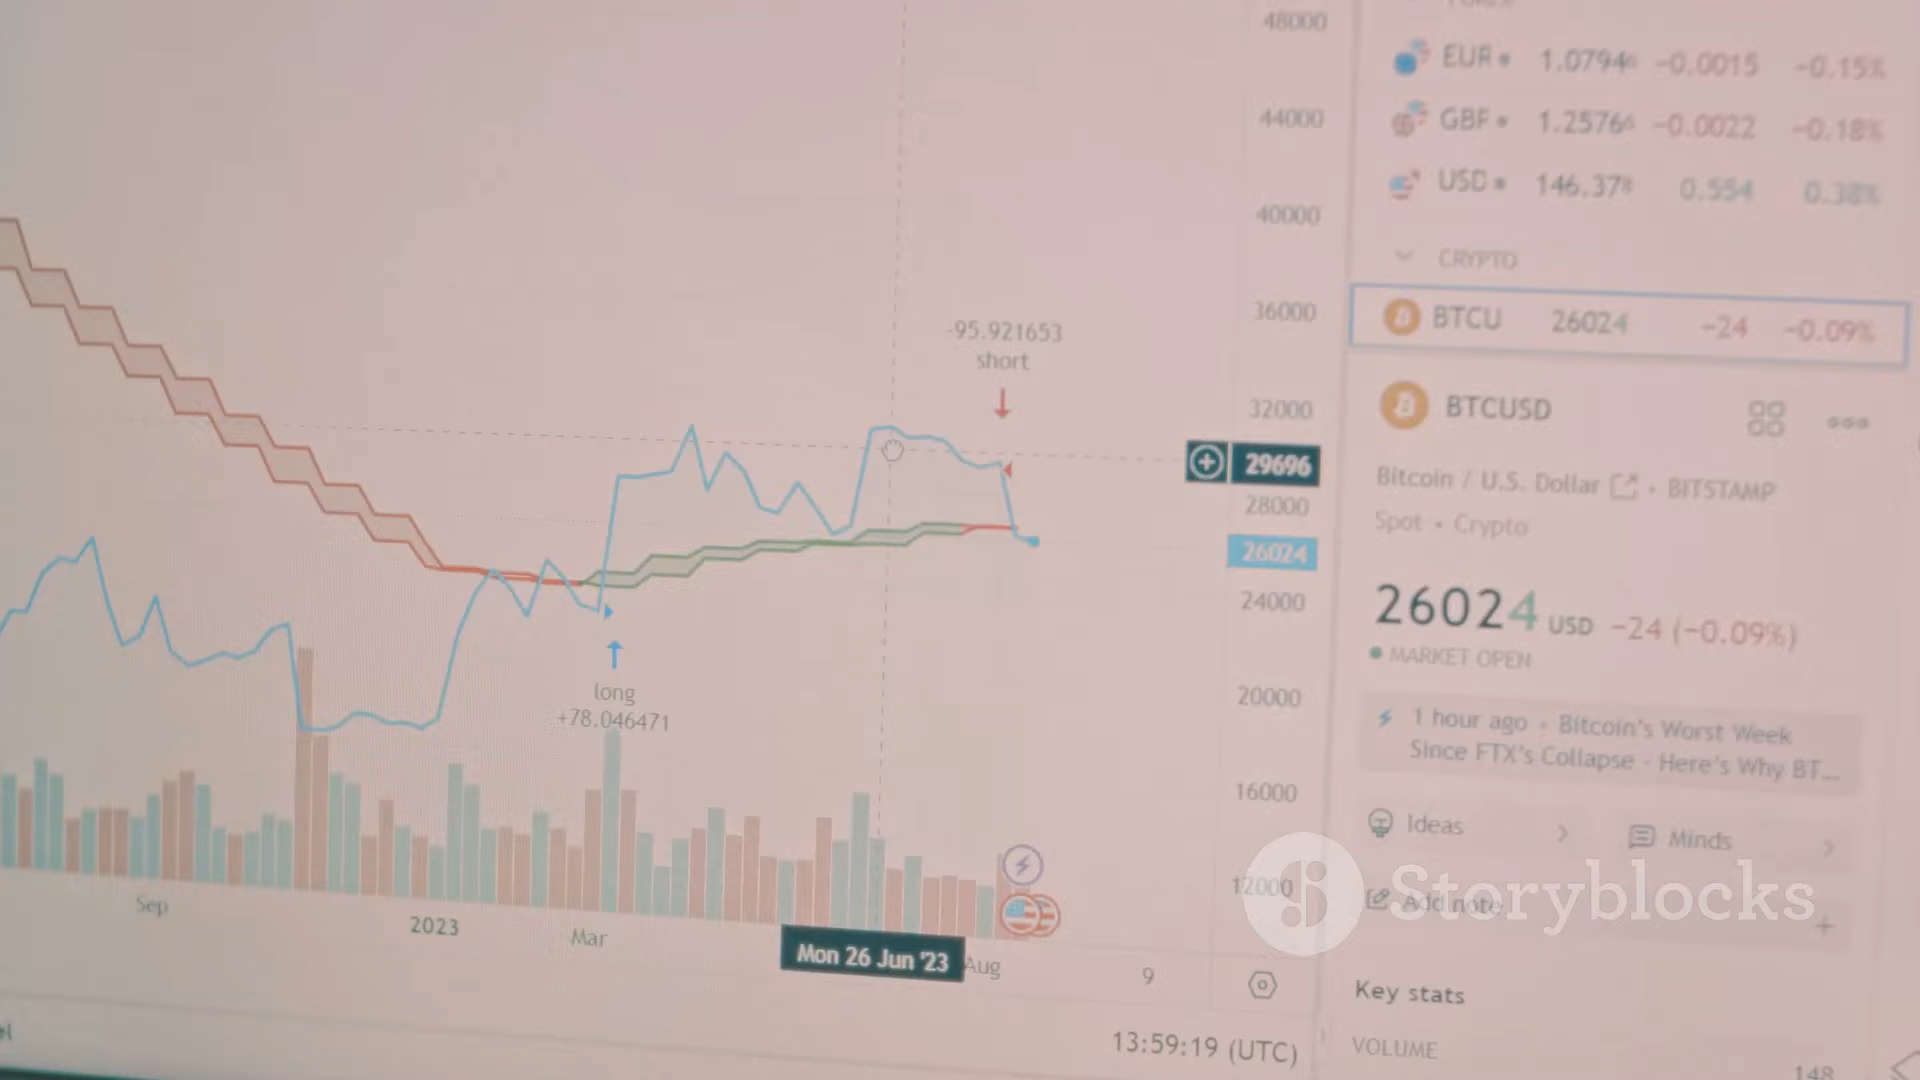 48000
44000
40000
36000
32000
29696
28000
26024
24000
20000
16000
12000
-95.921653
short
long
+78.046471
Sep
2023
Mar
Mon 26 Jun '23
Aug
9
13:59:19 (UTC)
EUR 1.0794 -0.0015 -0.15%
GBP 1.2576 -0.0022 -0.18%
USD 146.378 0.554 0.38%
CRYPTO
BTCU 26024 -24 -0.09%
BTCUSD
Bitcoin / U.S. Dollar • BITSTAMP
Spot • Crypto
26024 USD -24 (-0.09%)
MARKET OPEN
1 hour ago • Bitcoin's Worst Week
Since FTX's Collapse - Here's Why BT...
Ideas
Minds
Add note
Storyblocks
Key stats
VOLUME
148